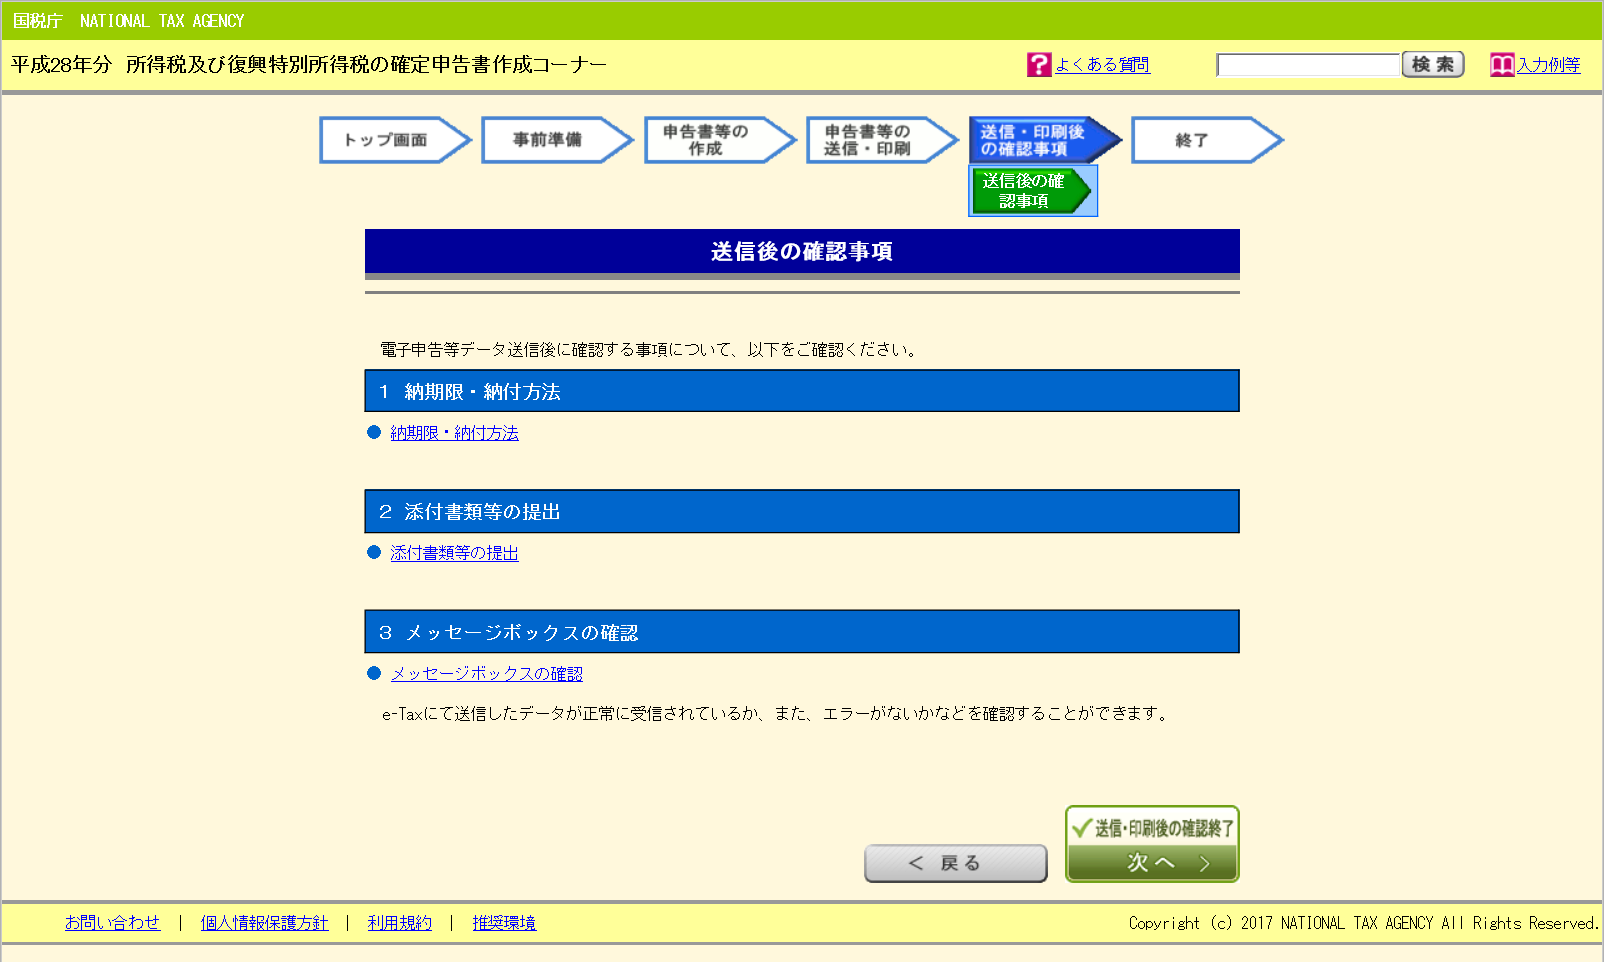 国税庁　NATIONAL TAX AGENCY
平成28年分　所得税及び復興特別所得税の確定申告書作成コーナー
よくある質問
検 索
入力例等
トップ画面
事前準備
申告書等の
作成
申告書等の
送信・印刷
送信・印刷後
の確認事項
終了
送信後の確
認事項
送信後の確認事項
電子申告等データ送信後に確認する事項について、以下をご確認ください。
１　納期限・納付方法
納期限・納付方法
２　添付書類等の提出
添付書類等の提出
３　メッセージボックスの確認
メッセージボックスの確認
e-Taxにて送信したデータが正常に受信されているか、また、エラーがないかなどを確認することができます。
送信・印刷後の確認終了
＜ 戻る
次へ ＞
お問い合わせ　｜　個人情報保護方針　｜　利用規約　｜　推奨環境
Copyright (c) 2017 NATIONAL TAX AGENCY All Rights Reserved.